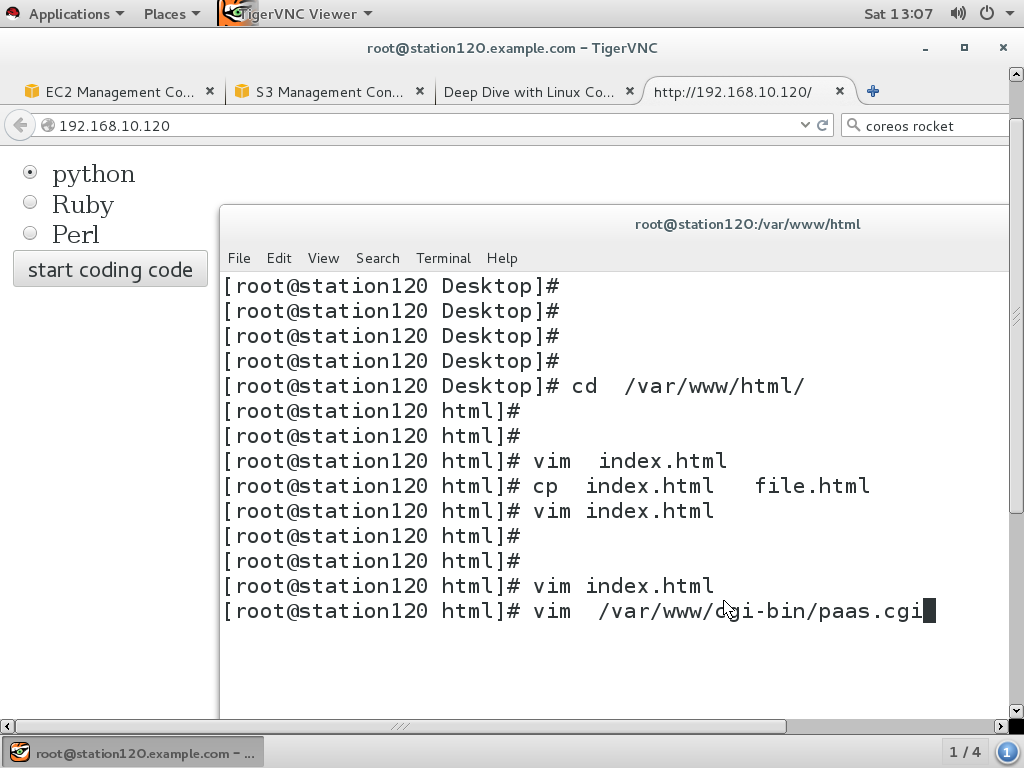 Applications Places TigerVNC Viewer Sat 13:07
root@station120.example.com – TigerVNC
EC2 Management Co... S3 Management Con... Deep Dive with Linux Co... http://192.168.10.120/
192.168.10.120 coreos rocket
python
Ruby
Perl
start coding code
root@station120:/var/www/html
File Edit View Search Terminal Help
[root@station120 Desktop]#
[root@station120 Desktop]#
[root@station120 Desktop]#
[root@station120 Desktop]#
[root@station120 Desktop]# cd  /var/www/html/
[root@station120 html]#
[root@station120 html]#
[root@station120 html]# vim  index.html
[root@station120 html]# cp  index.html   file.html
[root@station120 html]# vim index.html
[root@station120 html]#
[root@station120 html]#
[root@station120 html]# vim index.html
[root@station120 html]# vim  /var/www/cgi-bin/paas.cgi
root@station120.example.com – ... 1 / 4 1